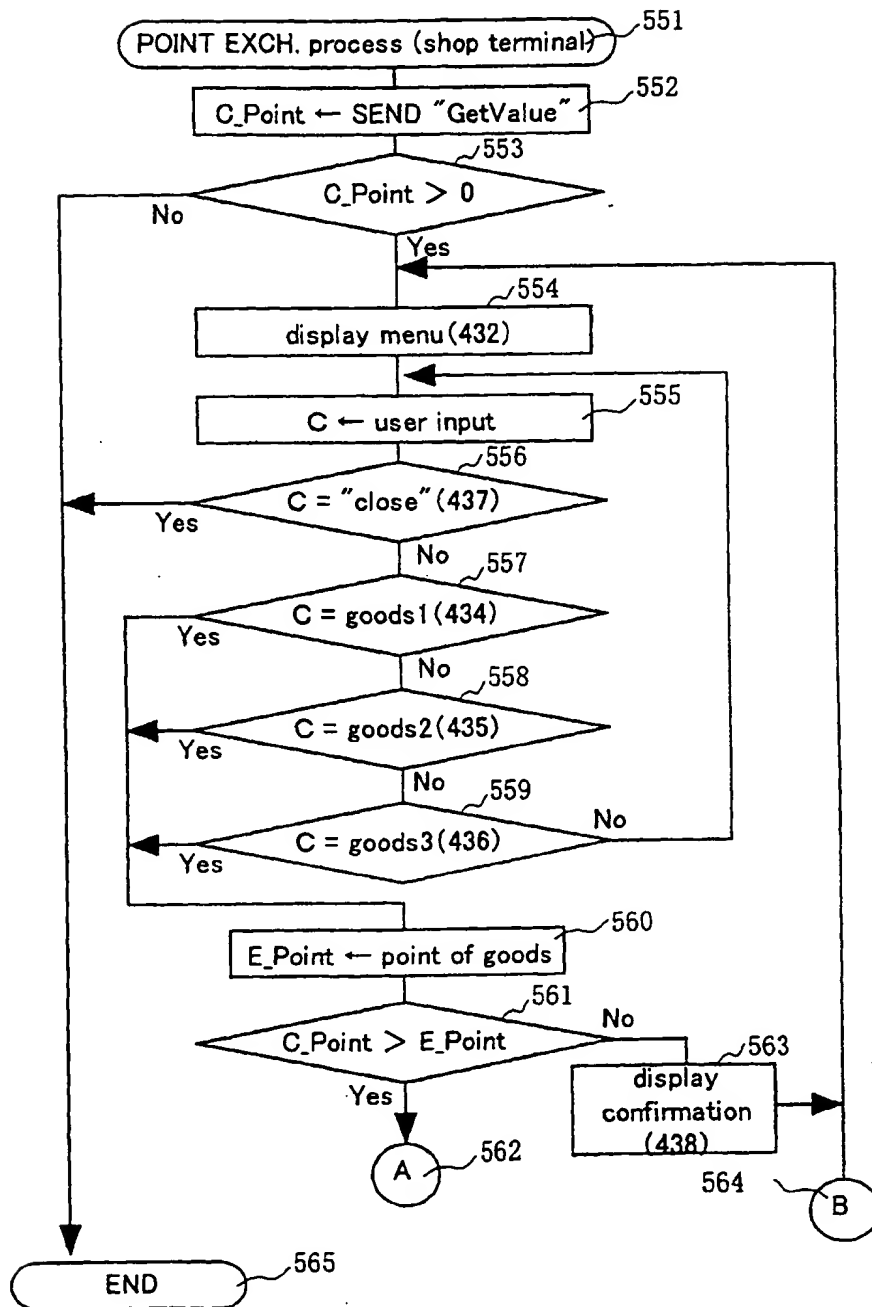 POINT EXCH. process (shop terminal)
551
C_Point ← SEND "GetValue"
552
553
C_Point > 0
No
Yes
554
display menu(432)
555
C ← user input
556
C = "close"(437)
Yes
No
557
C = goods1(434)
Yes
No
558
C = goods2(435)
Yes
No
559
C = goods3(436)
No
Yes
560
E_Point ← point of goods
561
C_Point > E_Point
No
Yes
563
display
confirmation
(438)
A
562
564
B
END
565